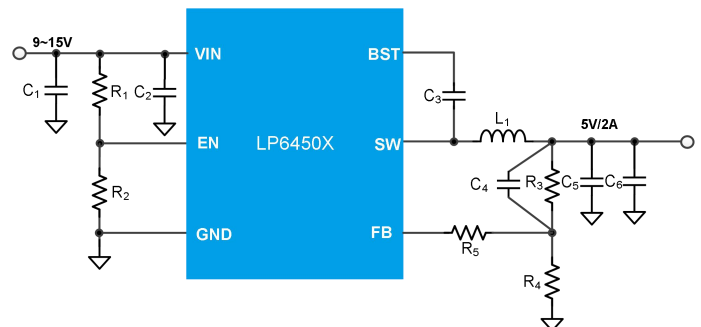 9~15V
VIN
BST
C1
R1
C2
C3
L1
5V/2A
EN
LP6450X
SW
R2
C4
R3
C5
C6
GND
FB
R5
R4